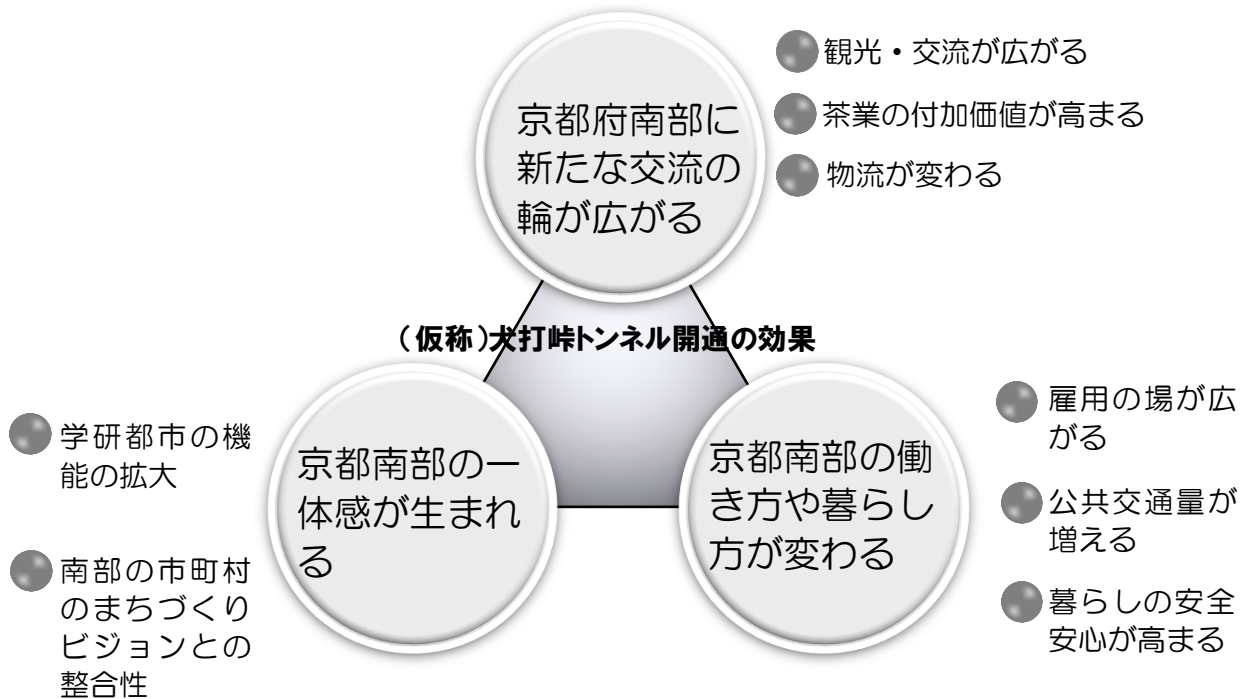 京都府南部に
新たな交流の
輪が広がる
観光・交流が広がる
茶業の付加価値が高まる
物流が変わる
（仮称）犬打峠トンネル開通の効果
学研都市の機
能の拡大
南部の市町村
のまちづくり
ビジョンとの
整合性
京都南部の一
体感が生まれ
る
京都南部の働
き方や暮らし
方が変わる
雇用の場が広
がる
公共交通量が
増える
暮らしの安全
安心が高まる